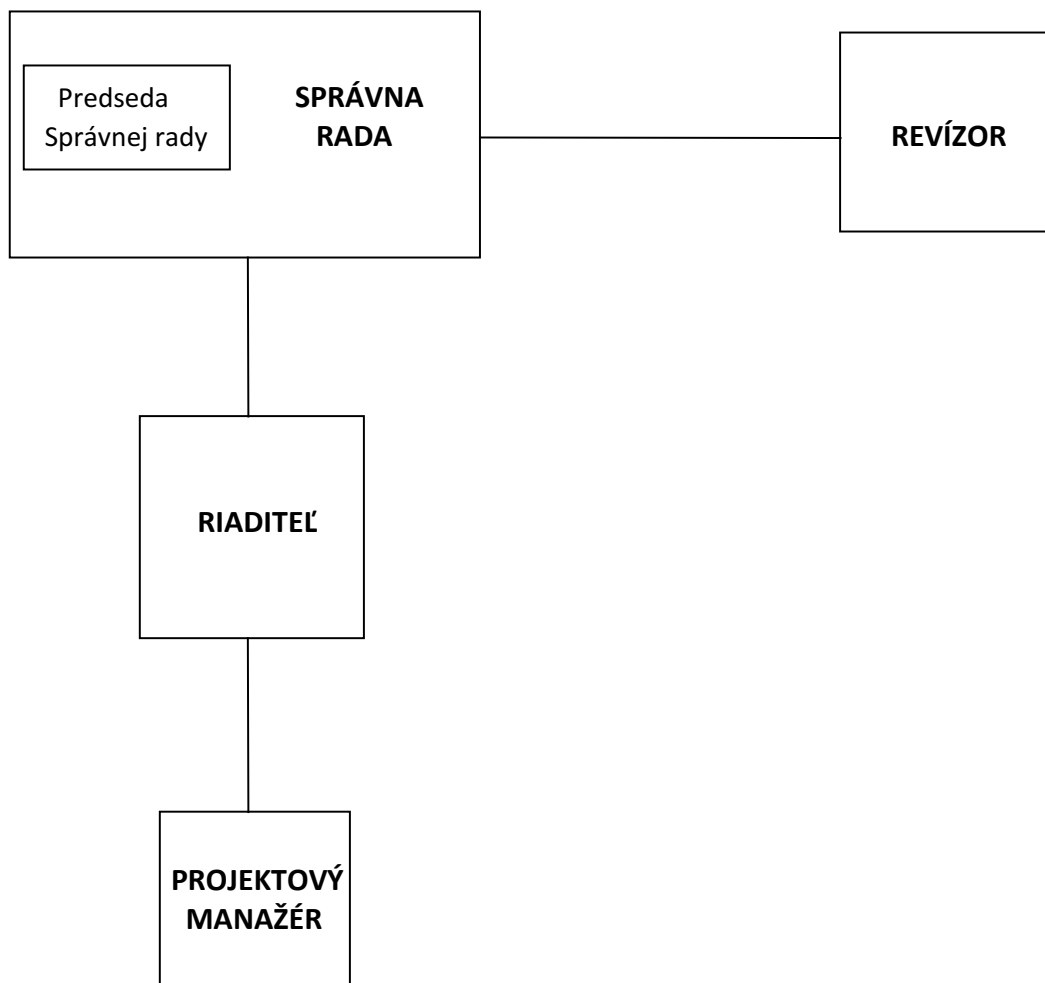 Predseda
Správnej rady
SPRÁVNA
RADA
REVÍZOR
RIADITEĽ
PROJEKTOVÝ
MANAŽÉR